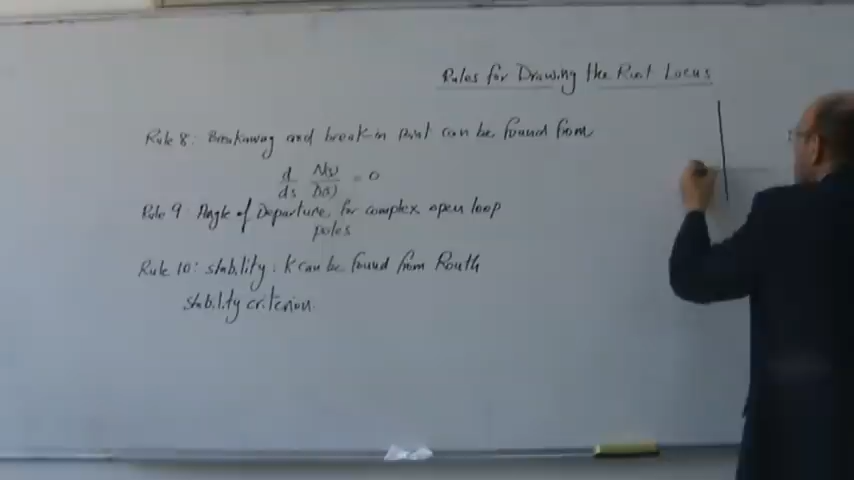 Rules for Drawing the Root Locus
Rule 8: Breakaway and break-in point can be found from
d/ds N(s)/D(s) = 0
Rule 9: Angle of Departure, for complex open loop
poles
Rule 10: stability: K can be found from Routh
stability criterion.